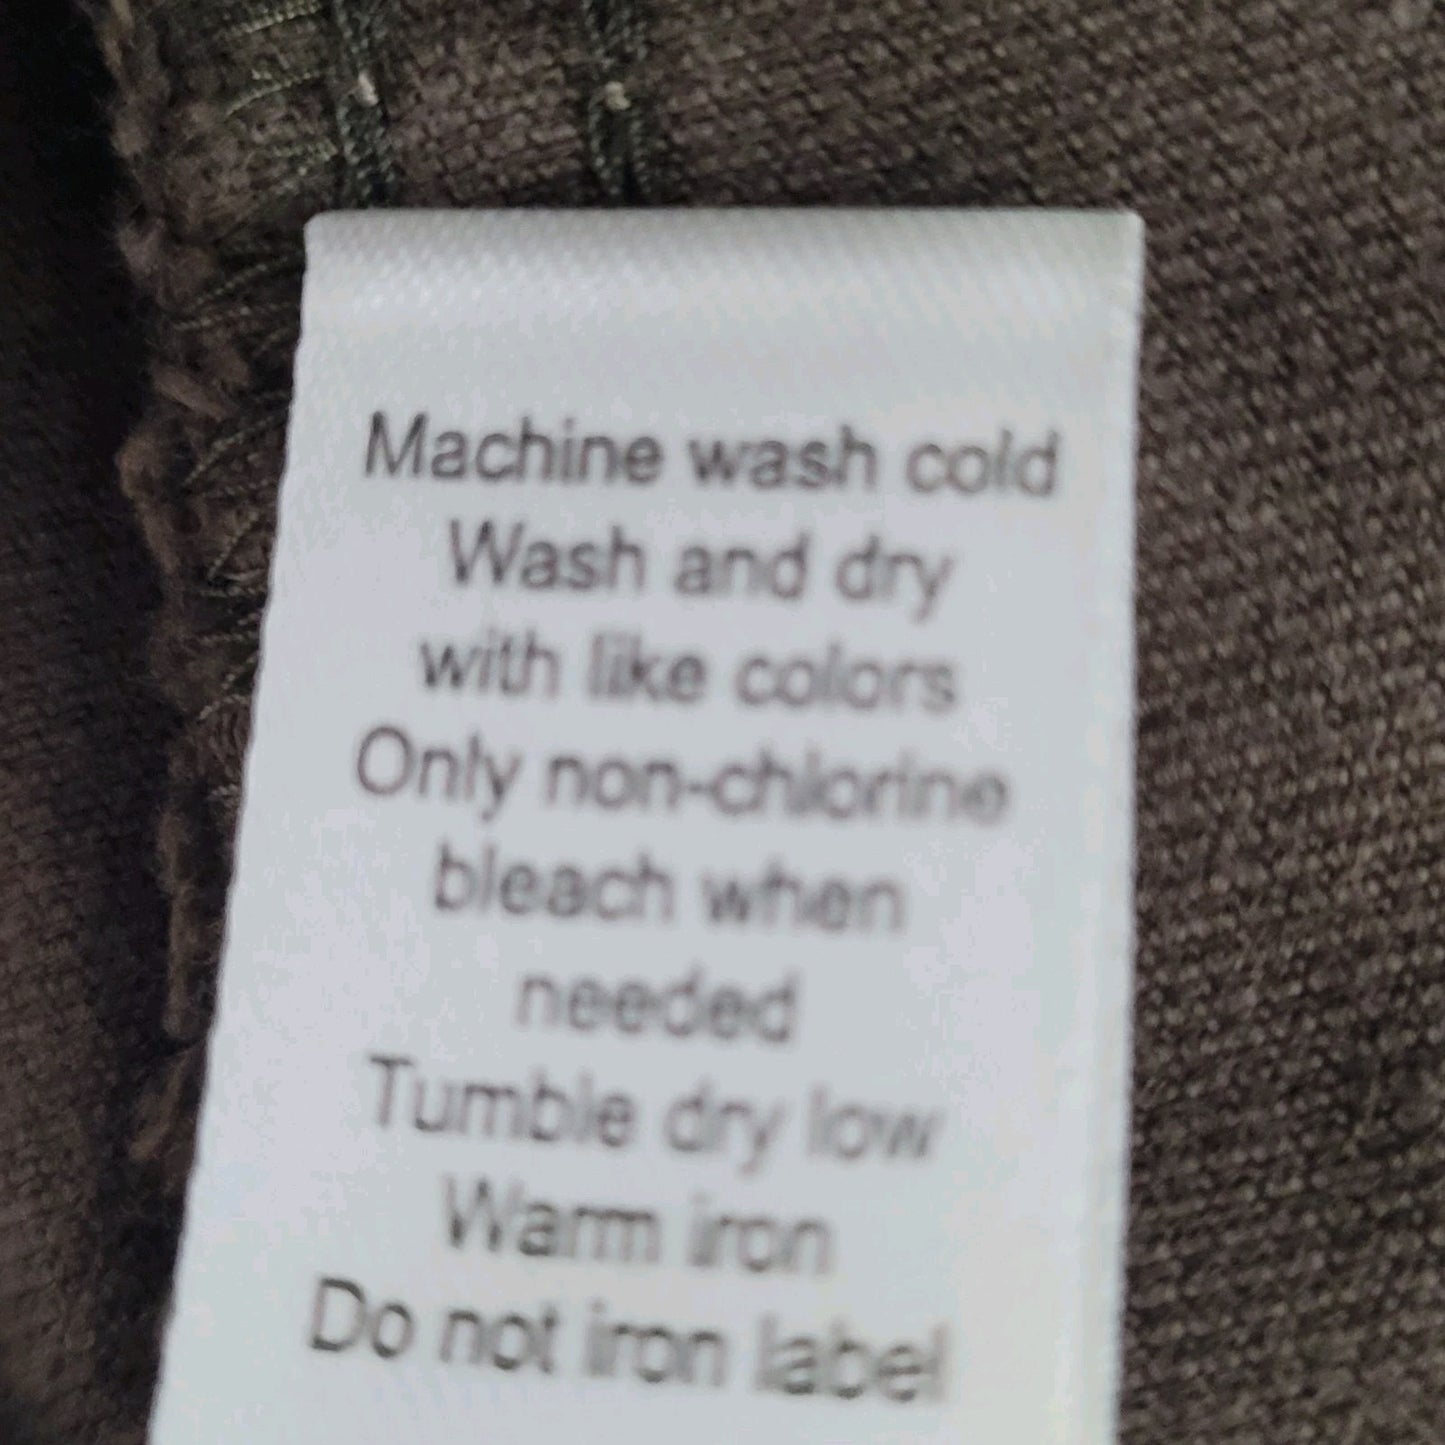 Machine wash cold
Wash and dry
with like colors
Only non-chlorine
bleach when
needed
Tumble dry low
Warm iron
Do not iron label